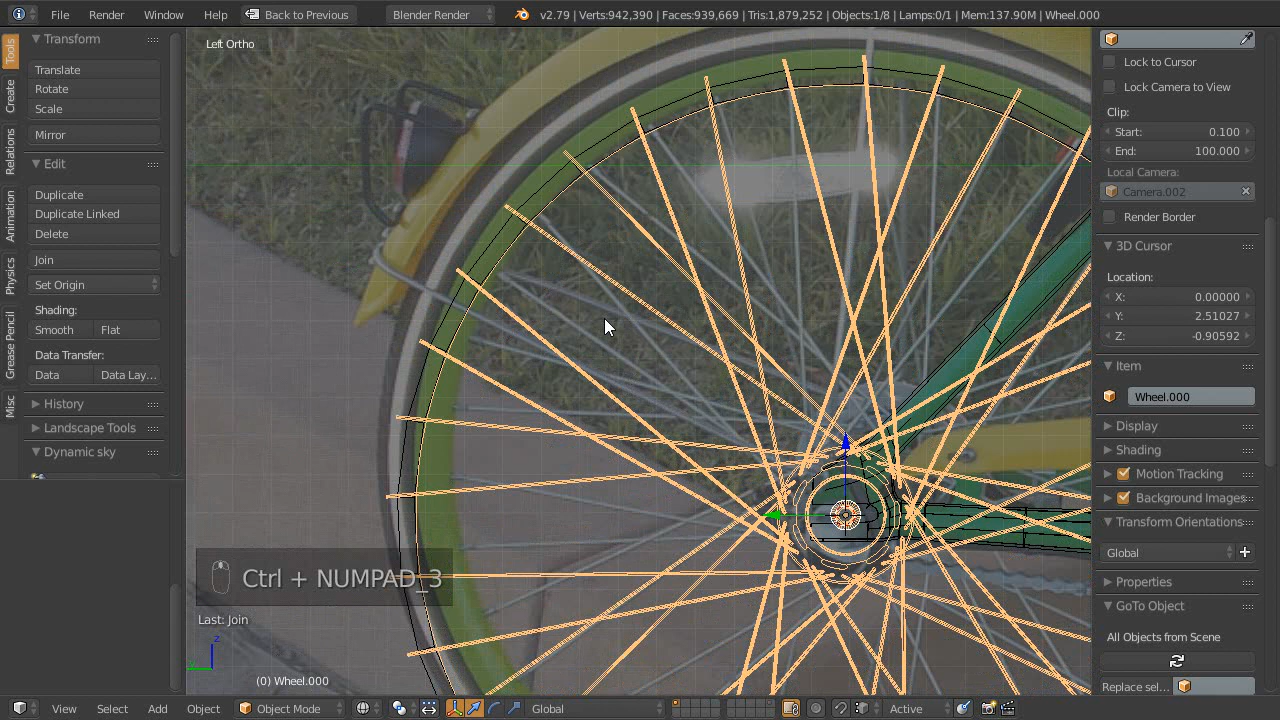 File Render Window Help Back to Previous Blender Render v2.79 | Verts:942,390 | Faces:939,669 | Tris:1,879,252 | Objects:1/8 | Lamps:0/1 | Mem:137.90M | Wheel.000
Tools
Create
Relations
Animation
Physics
Grease Pencil
Misc
Transform
Translate
Rotate
Scale
Mirror
Edit
Duplicate
Duplicate Linked
Delete
Join
Set Origin
Shading:
Smooth Flat
Data Transfer:
Data Data Lay...
History
Landscape Tools
Dynamic sky
Left Ortho
Ctrl + NUMPAD_3
Last: Join
z
(0) Wheel.000
Lock to Cursor
Lock Camera to View
Clip:
Start: 0.100
End: 100.000
Local Camera:
Camera.002
Render Border
3D Cursor
Location:
X: 0.00000
Y: 2.51027
Z: -0.90592
Item
Wheel.000
Display
Shading
Motion Tracking
Background Images
Transform Orientations
Global
Properties
GoTo Object
All Objects from Scene
Replace sel...
View Select Add Object Object Mode Global Active